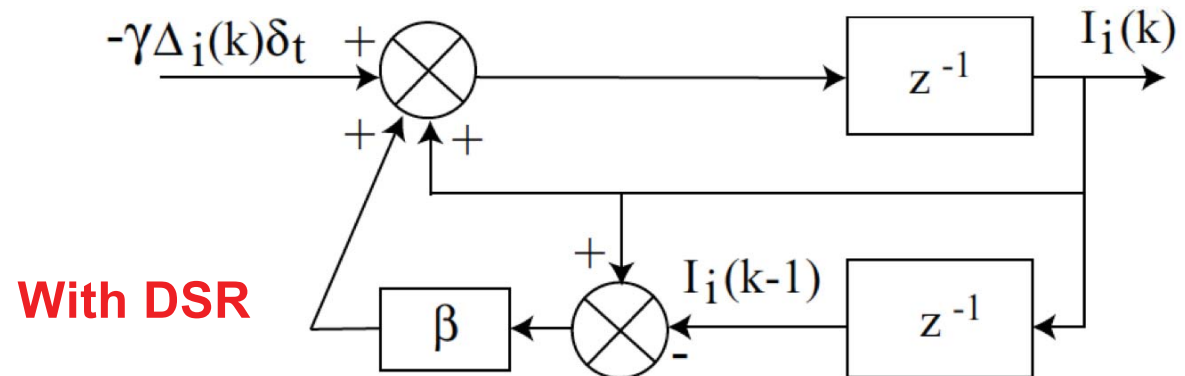 -γΔᵢ(k)δₜ
+
Iᵢ(k)
z⁻¹
+
+
+
Iᵢ(k-1)
With DSR
β
z⁻¹
-